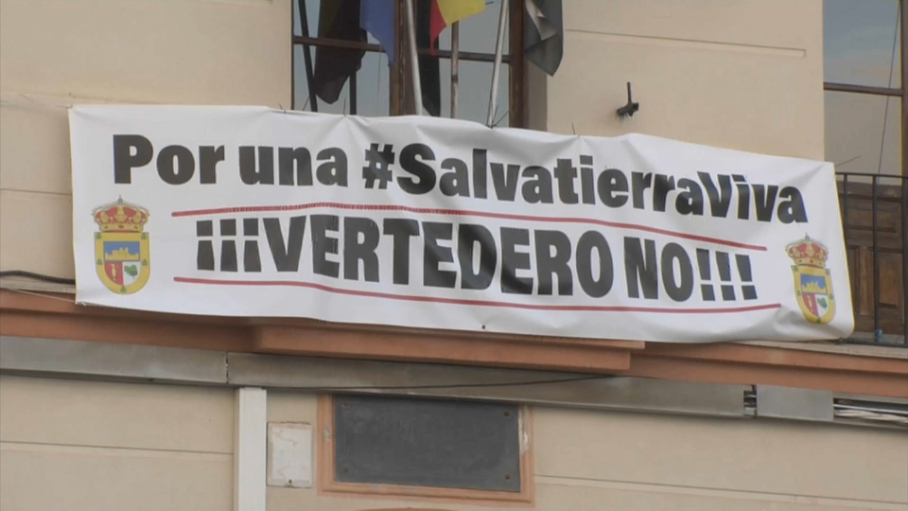 Por una #SalvatierraViva
¡¡¡VERTEDERO NO!!!